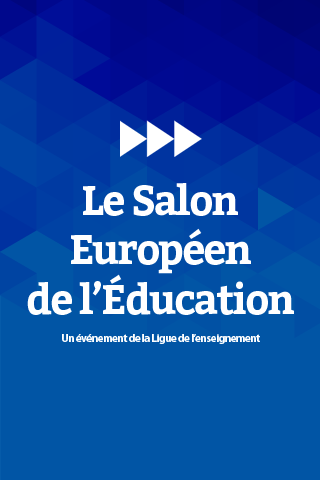 Le Salon
Européen
de l’Éducation
Un événement de la Ligue de l’enseignement